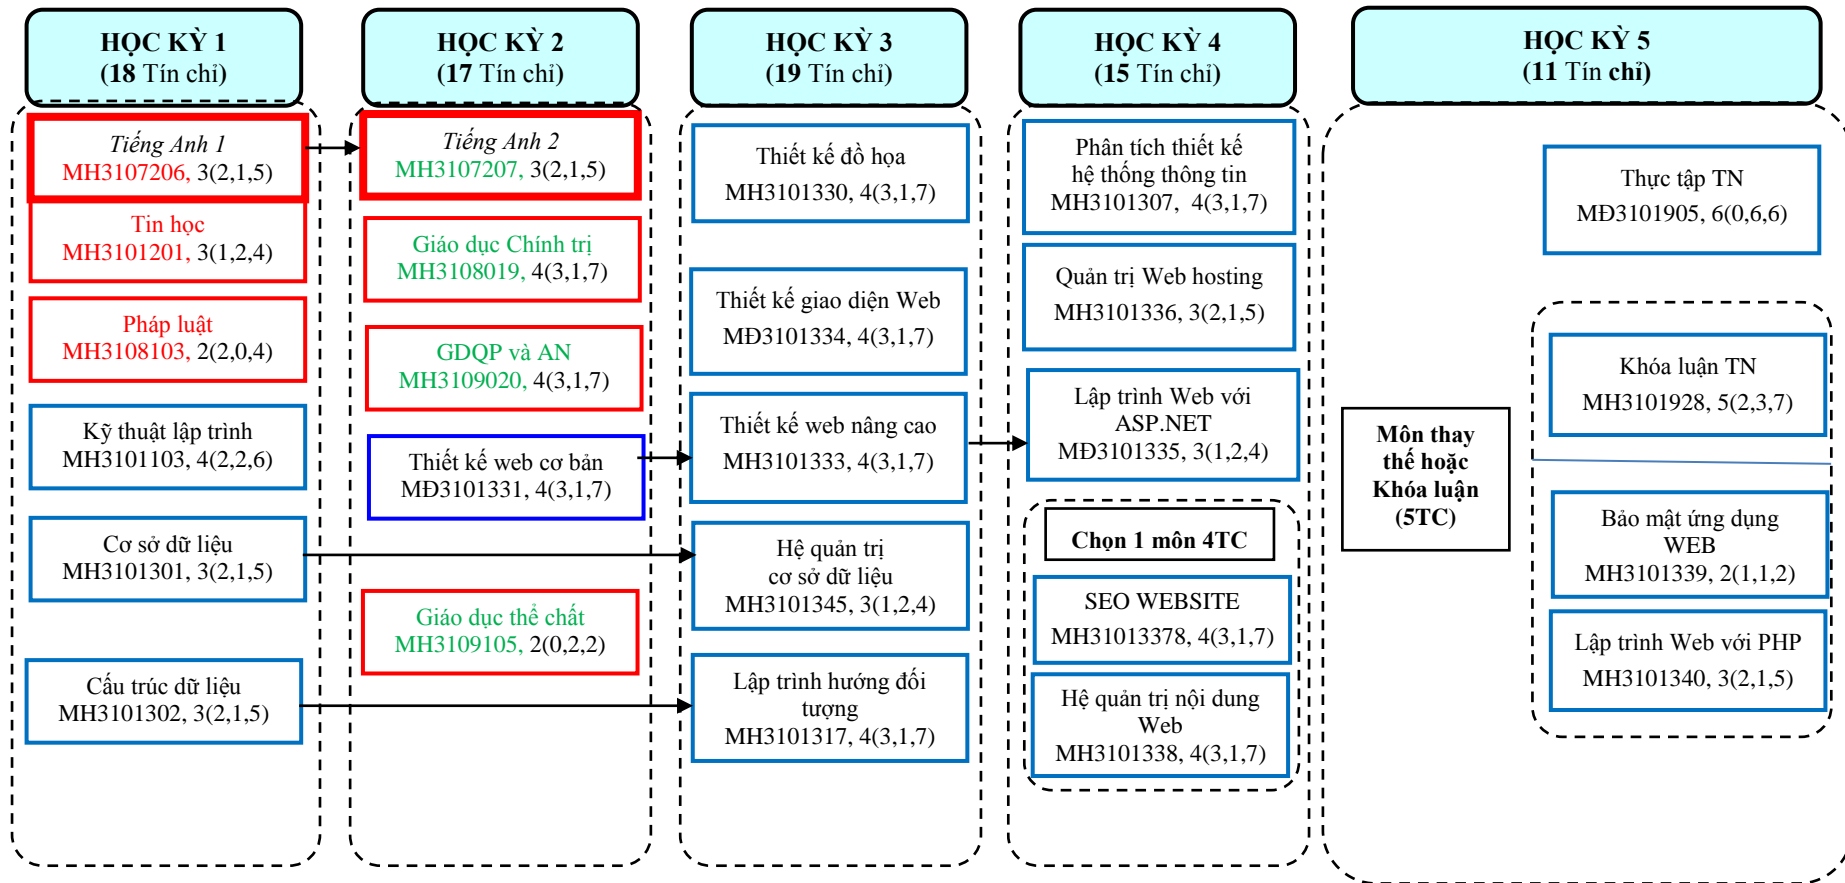 HỌC KỲ 1
(18 Tín chỉ)
Tiếng Anh 1
MH3107206, 3(2,1,5)
Tin học
MH3101201, 3(1,2,4)
Pháp luật
MH3108103, 2(2,0,4)
Kỹ thuật lập trình
MH3101103, 4(2,2,6)
Cơ sở dữ liệu
MH3101301, 3(2,1,5)
Cấu trúc dữ liệu
MH3101302, 3(2,1,5)
HỌC KỲ 2
(17 Tín chỉ)
Tiếng Anh 2
MH3107207, 3(2,1,5)
Giáo dục Chính trị
MH3108019, 4(3,1,7)
GDQP và AN
MH3109020, 4(3,1,7)
Thiết kế web cơ bản
MĐ3101331, 4(3,1,7)
Giáo dục thể chất
MH3109105, 2(0,2,2)
HỌC KỲ 3
(19 Tín chỉ)
Thiết kế đồ họa
MH3101330, 4(3,1,7)
Thiết kế giao diện Web
MĐ3101334, 4(3,1,7)
Thiết kế web nâng cao
MH3101333, 4(3,1,7)
Hệ quản trị
cơ sở dữ liệu
MH3101345, 3(1,2,4)
Lập trình hướng đối
tượng
MH3101317, 4(3,1,7)
HỌC KỲ 4
(15 Tín chỉ)
Phân tích thiết kế
hệ thống thông tin
MH3101307, 4(3,1,7)
Quản trị Web hosting
MH3101336, 3(2,1,5)
Lập trình Web với
ASP.NET
MĐ3101335, 3(1,2,4)
Chọn 1 môn 4TC
SEO WEBSITE
MH31013378, 4(3,1,7)
Hệ quản trị nội dung
Web
MH3101338, 4(3,1,7)
HỌC KỲ 5
(11 Tín chỉ)
Thực tập TN
MĐ3101905, 6(0,6,6)
Môn thay
thế hoặc
Khóa luận
(5TC)
Khóa luận TN
MH3101928, 5(2,3,7)
Bảo mật ứng dụng
WEB
MH3101339, 2(1,1,2)
Lập trình Web với PHP
MH3101340, 3(2,1,5)